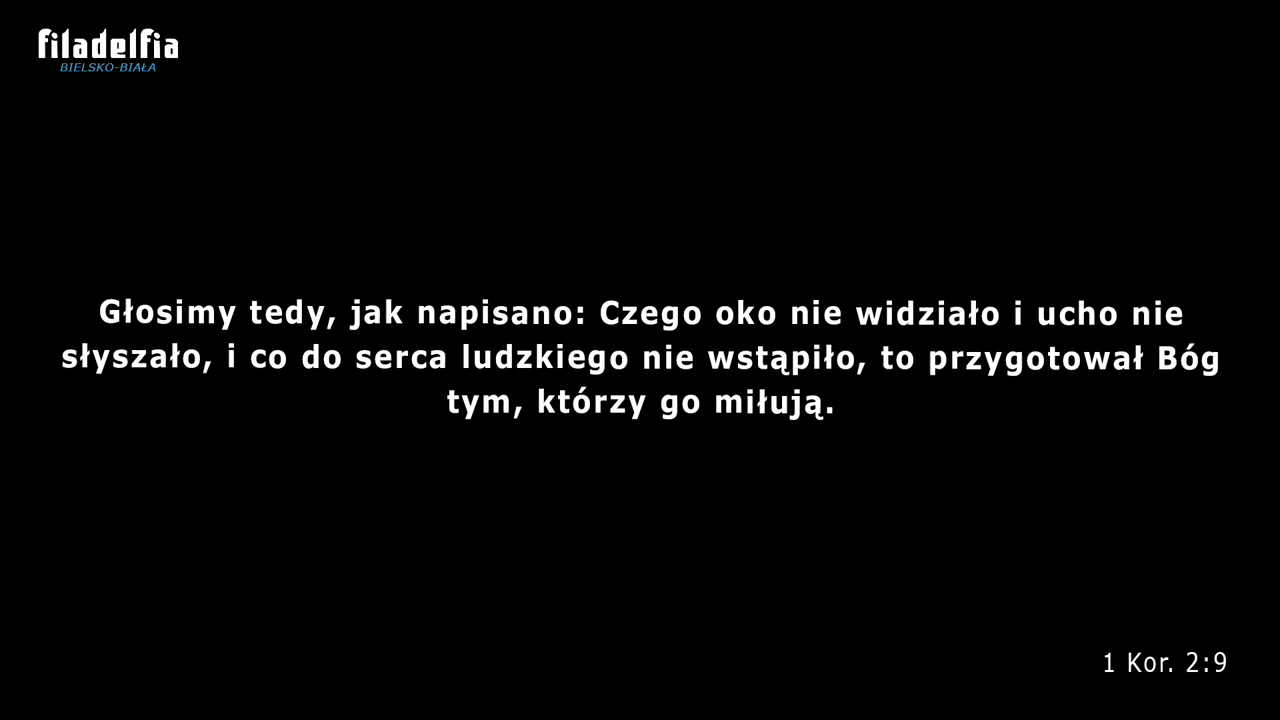 filadelfia
BIELSKO-BIAŁA
Głosimy tedy, jak napisano: Czego oko nie widziało i ucho nie
słyszało, i co do serca ludzkiego nie wstąpiło, to przygotował Bóg
tym, którzy go miłują.
1 Kor. 2:9